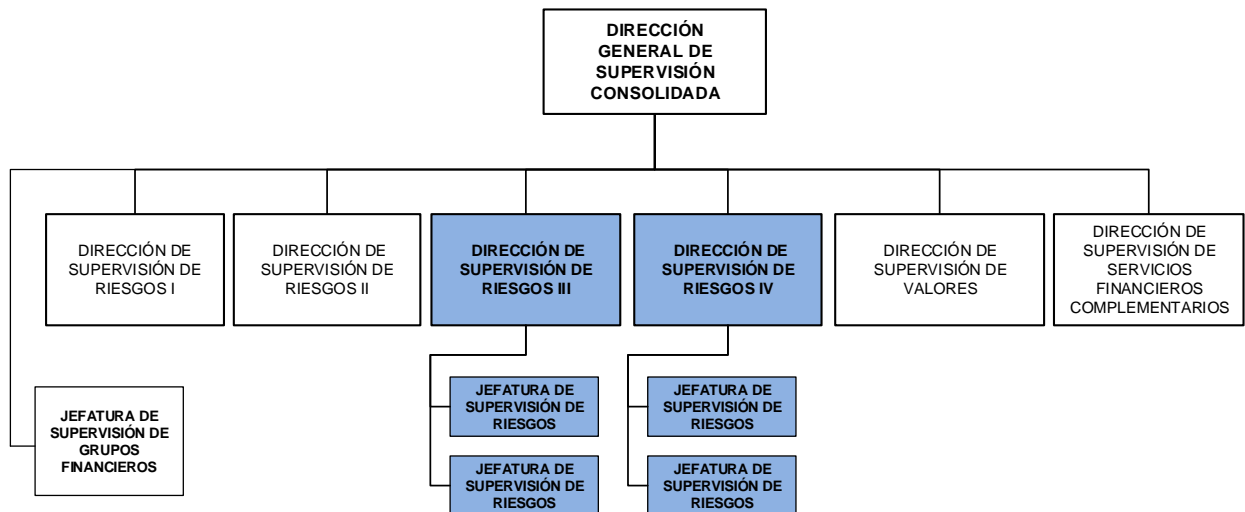 DIRECCIÓN
GENERAL DE
SUPERVISIÓN
CONSOLIDADA
DIRECCIÓN DE
SUPERVISIÓN DE
RIESGOS I
DIRECCIÓN DE
SUPERVISIÓN DE
RIESGOS II
DIRECCIÓN DE
SUPERVISIÓN DE
RIESGOS III
DIRECCIÓN DE
SUPERVISIÓN DE
RIESGOS IV
DIRECCIÓN DE
SUPERVISIÓN DE
VALORES
DIRECCIÓN DE
SUPERVISIÓN DE
SERVICIOS
FINANCIEROS
COMPLEMENTARIOS
JEFATURA DE
SUPERVISIÓN DE
GRUPOS
FINANCIEROS
JEFATURA DE
SUPERVISIÓN DE
RIESGOS
JEFATURA DE
SUPERVISIÓN DE
RIESGOS
JEFATURA DE
SUPERVISIÓN DE
RIESGOS
JEFATURA DE
SUPERVISIÓN DE
RIESGOS